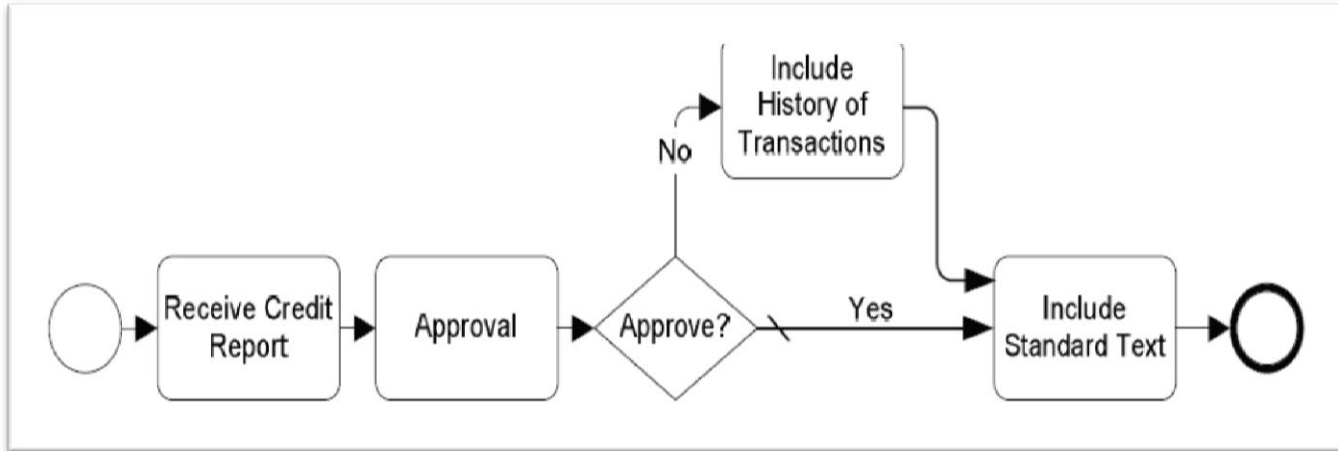 Include
History of
Transactions
No
Receive Credit
Report
Approval
Approve?
Yes
Include
Standard Text